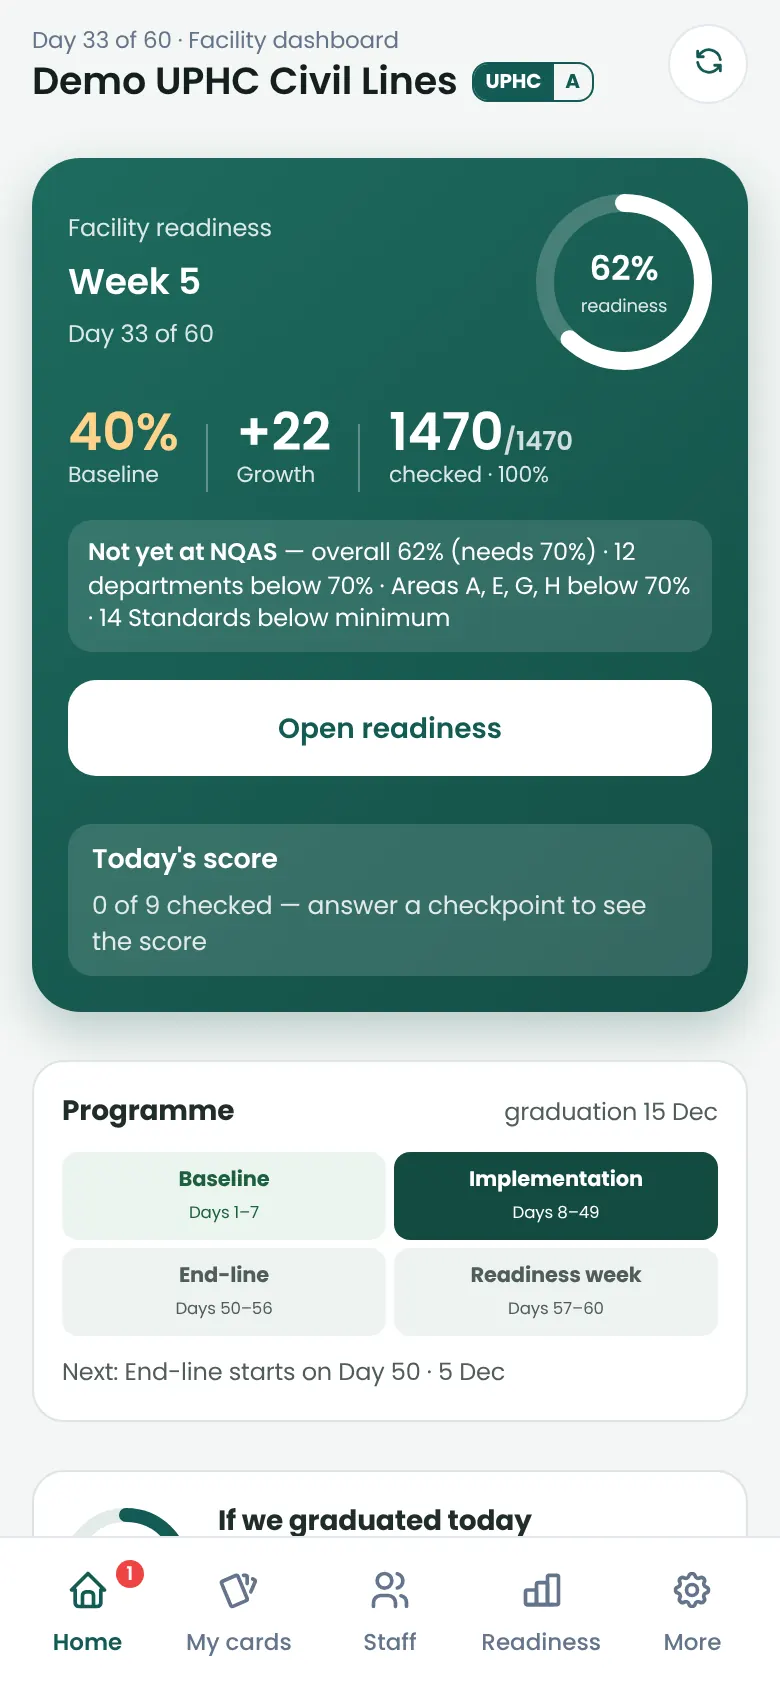 Day 33 of 60 · Facility dashboard
Demo UPHC Civil Lines UPHC A
Facility readiness
Week 5
Day 33 of 60
62%
readiness
40%
Baseline
+22
Growth
1470/1470
checked · 100%
Not yet at NQAS — overall 62% (needs 70%) · 12
departments below 70% · Areas A, E, G, H below 70%
· 14 Standards below minimum
Open readiness
Today's score
0 of 9 checked — answer a checkpoint to see
the score
Programme
graduation 15 Dec
Baseline
Days 1–7
Implementation
Days 8–49
End-line
Days 50–56
Readiness week
Days 57–60
Next: End-line starts on Day 50 · 5 Dec
If we graduated today
1
Home
My cards
Staff
Readiness
More